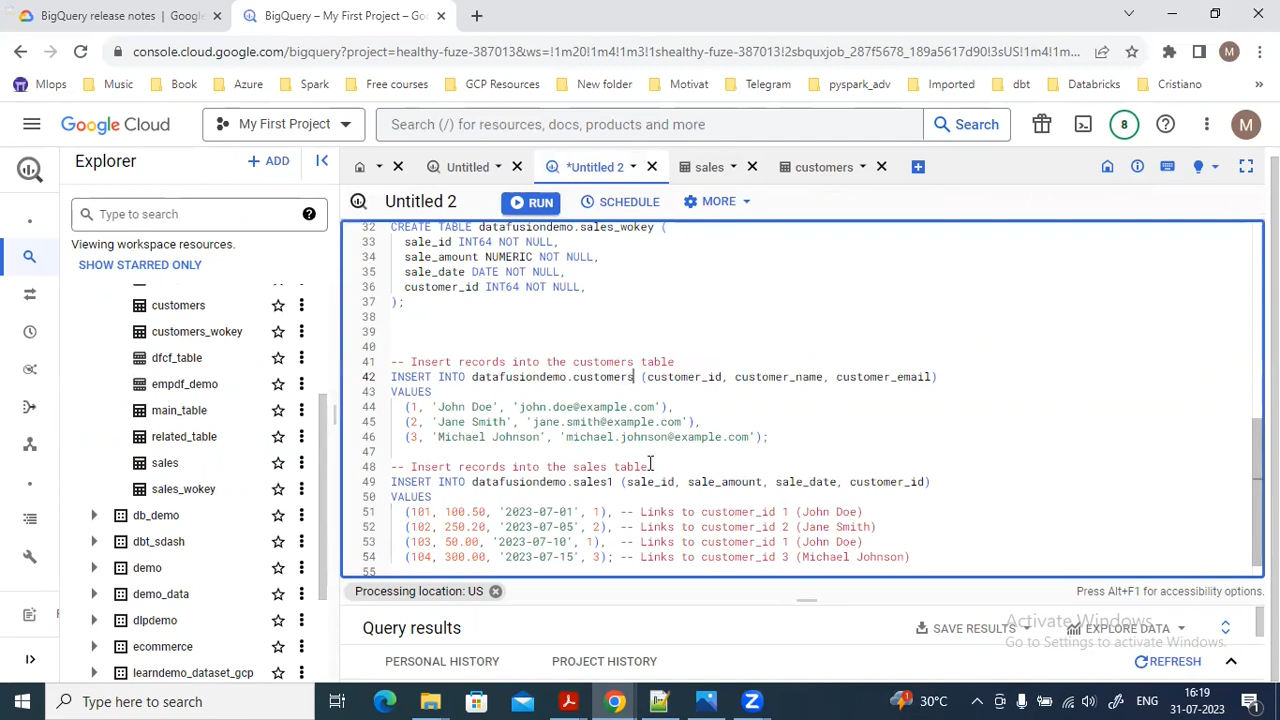 BigQuery release notes | Google
BigQuery – My First Project – Go
console.cloud.google.com/bigquery?project=healthy-fuze-387013&ws=!1m20!1m4!1m3!1shealthy-fuze-387013!2sbquxjob_287f5678_189a5617d90!3sUS!1m4!1m...
M
Mlops
Music
Book
Azure
Spark
Free courses
GCP Resources
New folder
Motivat
Telegram
pyspark_adv
Imported
dbt
Databricks
Cristiano
»
Google Cloud
My First Project
Search (/) for resources, docs, products and more
Search
8
M
Explorer
+ ADD
Type to search
Viewing workspace resources.
SHOW STARRED ONLY
customers
customers_wokey
dfcf_table
empdf_demo
main_table
related_table
sales
sales_wokey
db_demo
dbt_sdash
demo
demo_data
dlpdemo
ecommerce
learndemo_dataset_gcp
Untitled
*Untitled 2
sales
customers
Untitled 2
RUN
SCHEDULE
MORE
32 CREATE TABLE datafusiondemo.sales_wokey (
33 sale_id INT64 NOT NULL,
34 sale_amount NUMERIC NOT NULL,
35 sale_date DATE NOT NULL,
36 customer_id INT64 NOT NULL,
37 );
38
39
40
41 -- Insert records into the customers table
42 INSERT INTO datafusiondemo.customers (customer_id, customer_name, customer_email)
43 VALUES
44 (1, 'John Doe', 'john.doe@example.com'),
45 (2, 'Jane Smith', 'jane.smith@example.com'),
46 (3, 'Michael Johnson', 'michael.johnson@example.com');
47
48 -- Insert records into the sales table
49 INSERT INTO datafusiondemo.sales1 (sale_id, sale_amount, sale_date, customer_id)
50 VALUES
51 (101, 100.50, '2023-07-01', 1), -- Links to customer_id 1 (John Doe)
52 (102, 250.20, '2023-07-05', 2), -- Links to customer_id 2 (Jane Smith)
53 (103, 50.00, '2023-07-10', 1), -- Links to customer_id 1 (John Doe)
54 (104, 300.00, '2023-07-15', 3); -- Links to customer_id 3 (Michael Johnson)
55
Processing location: US
Press Alt+F1 for accessibility options.
Query results
SAVE RESULTS
EXPLORE DATA
Activate Windows
Go to Settings to activate Windows.
PERSONAL HISTORY
PROJECT HISTORY
REFRESH
Type here to search
30°C
ENG
16:19
31-07-2023
1